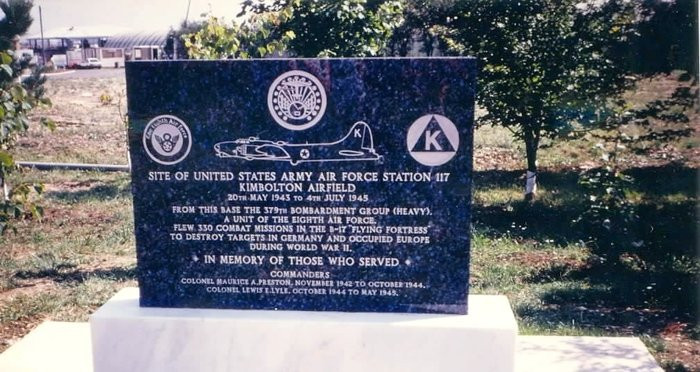 K
K
SITE OF UNITED STATES ARMY AIR FORCE STATION 117
KIMBOLTON AIRFIELD
20TH MAY 1943 TO 4TH JULY 1945
FROM THIS BASE THE 379TH BOMBARDMENT GROUP (HEAVY),
A UNIT OF THE EIGHTH AIR FORCE,
FLEW 330 COMBAT MISSIONS IN THE B-17 "FLYING FORTRESS"
TO DESTROY TARGETS IN GERMANY AND OCCUPIED EUROPE
DURING WORLD WAR II.
IN MEMORY OF THOSE WHO SERVED
COMMANDERS
COLONEL MAURICE A.PRESTON, NOVEMBER 1942 TO OCTOBER 1944.
COLONEL LEWIS E.LYLE, OCTOBER 1944 TO MAY 1945.